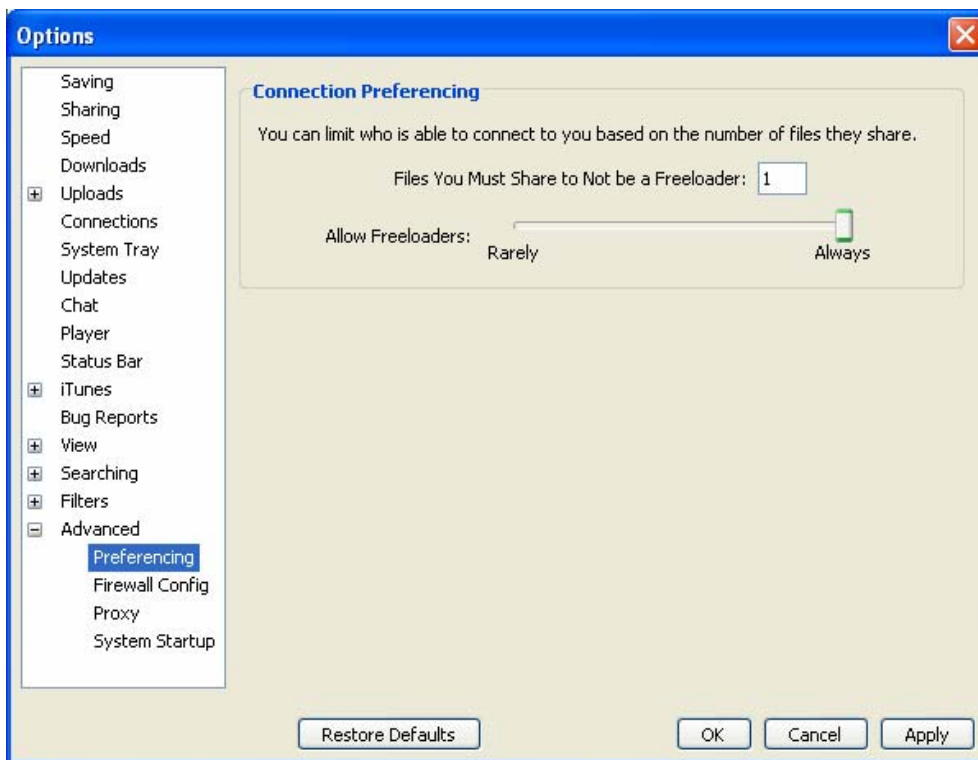 Options
Saving
Sharing
Speed
Downloads
Uploads
Connections
System Tray
Updates
Chat
Player
Status Bar
iTunes
Bug Reports
View
Searching
Filters
Advanced
Preferencing
Firewall Config
Proxy
System Startup
Connection Preferencing
You can limit who is able to connect to you based on the number of files they share.
Files You Must Share to Not be a Freeloader: 1
Allow Freeloaders:
Rarely Always
Restore Defaults OK Cancel Apply